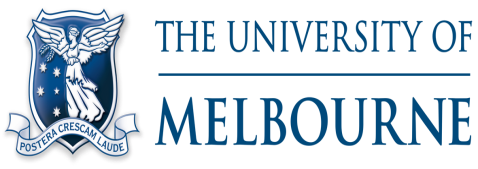 THE UNIVERSITY OF
MELBOURNE
POSTERA CRESCAM LAUDE